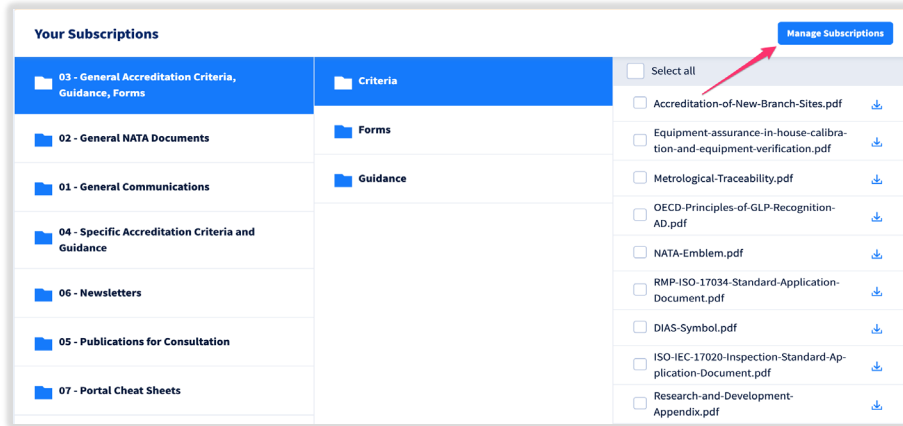 Your Subscriptions
Manage Subscriptions
03 - General Accreditation Criteria,
Guidance, Forms
02 - General NATA Documents
01 - General Communications
04 - Specific Accreditation Criteria and
Guidance
06 - Newsletters
05 - Publications for Consultation
07 - Portal Cheat Sheets
Criteria
Forms
Guidance
Select all
Accreditation-of-New-Branch-Sites.pdf
Equipment-assurance-in-house-calibra-
tion-and-equipment-verification.pdf
Metrological-Traceability.pdf
OECD-Principles-of-GLP-Recognition-
AD.pdf
NATA-Emblem.pdf
RMP-ISO-17034-Standard-Application-
Document.pdf
DIAS-Symbol.pdf
ISO-IEC-17020-Inspection-Standard-Ap-
plication-Document.pdf
Research-and-Development-
Appendix.pdf